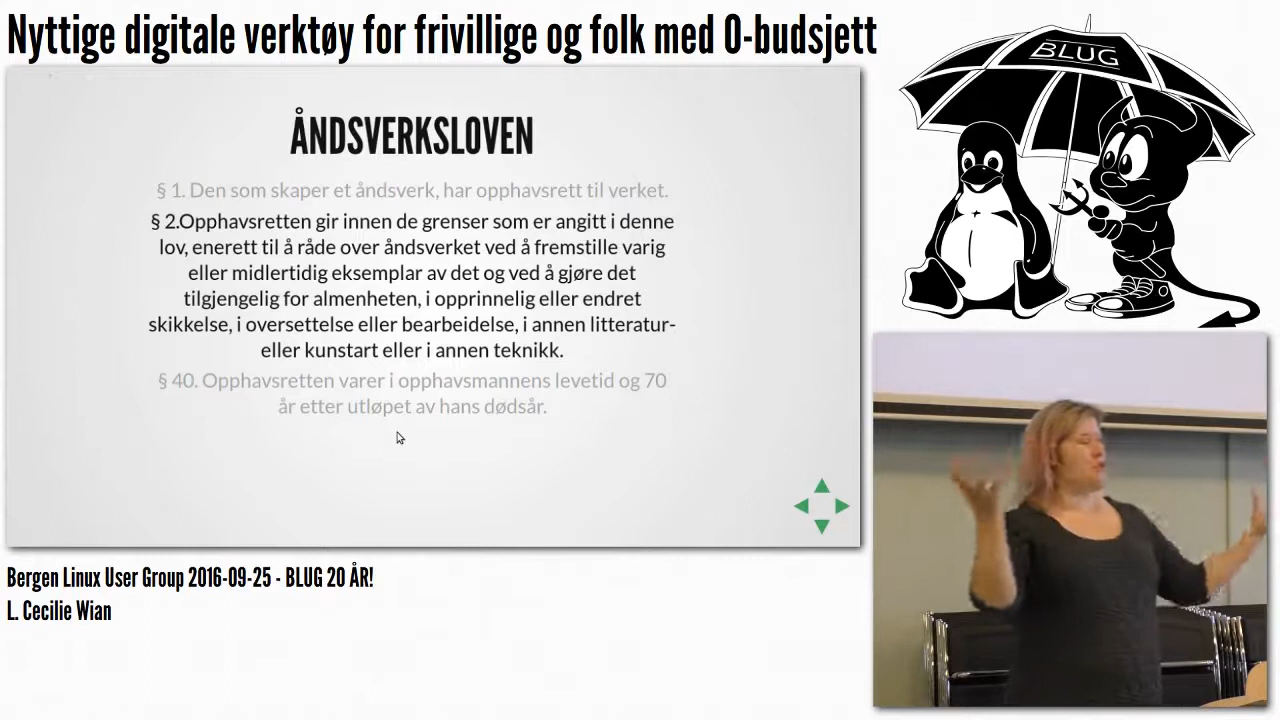 Nyttige digitale verktøy for frivillige og folk med 0-budsjett
BLUG
ÅNDSVERKSLOVEN
§ 1. Den som skaper et åndsverk, har opphavsrett til verket.
§ 2.Opphavsretten gir innen de grenser som er angitt i denne
lov, enerett til å råde over åndsverket ved å fremstille varig
eller midlertidig eksemplar av det og ved å gjøre det
tilgjengelig for almenheten, i opprinnelig eller endret
skikkelse, i oversettelse eller bearbeidelse, i annen litteratur-
eller kunstart eller i annen teknikk.
§ 40. Opphavsretten varer i opphavsmannens levetid og 70
år etter utløpet av hans dødsår.
Bergen Linux User Group 2016-09-25 - BLUG 20 ÅR!
L. Cecilie Wian